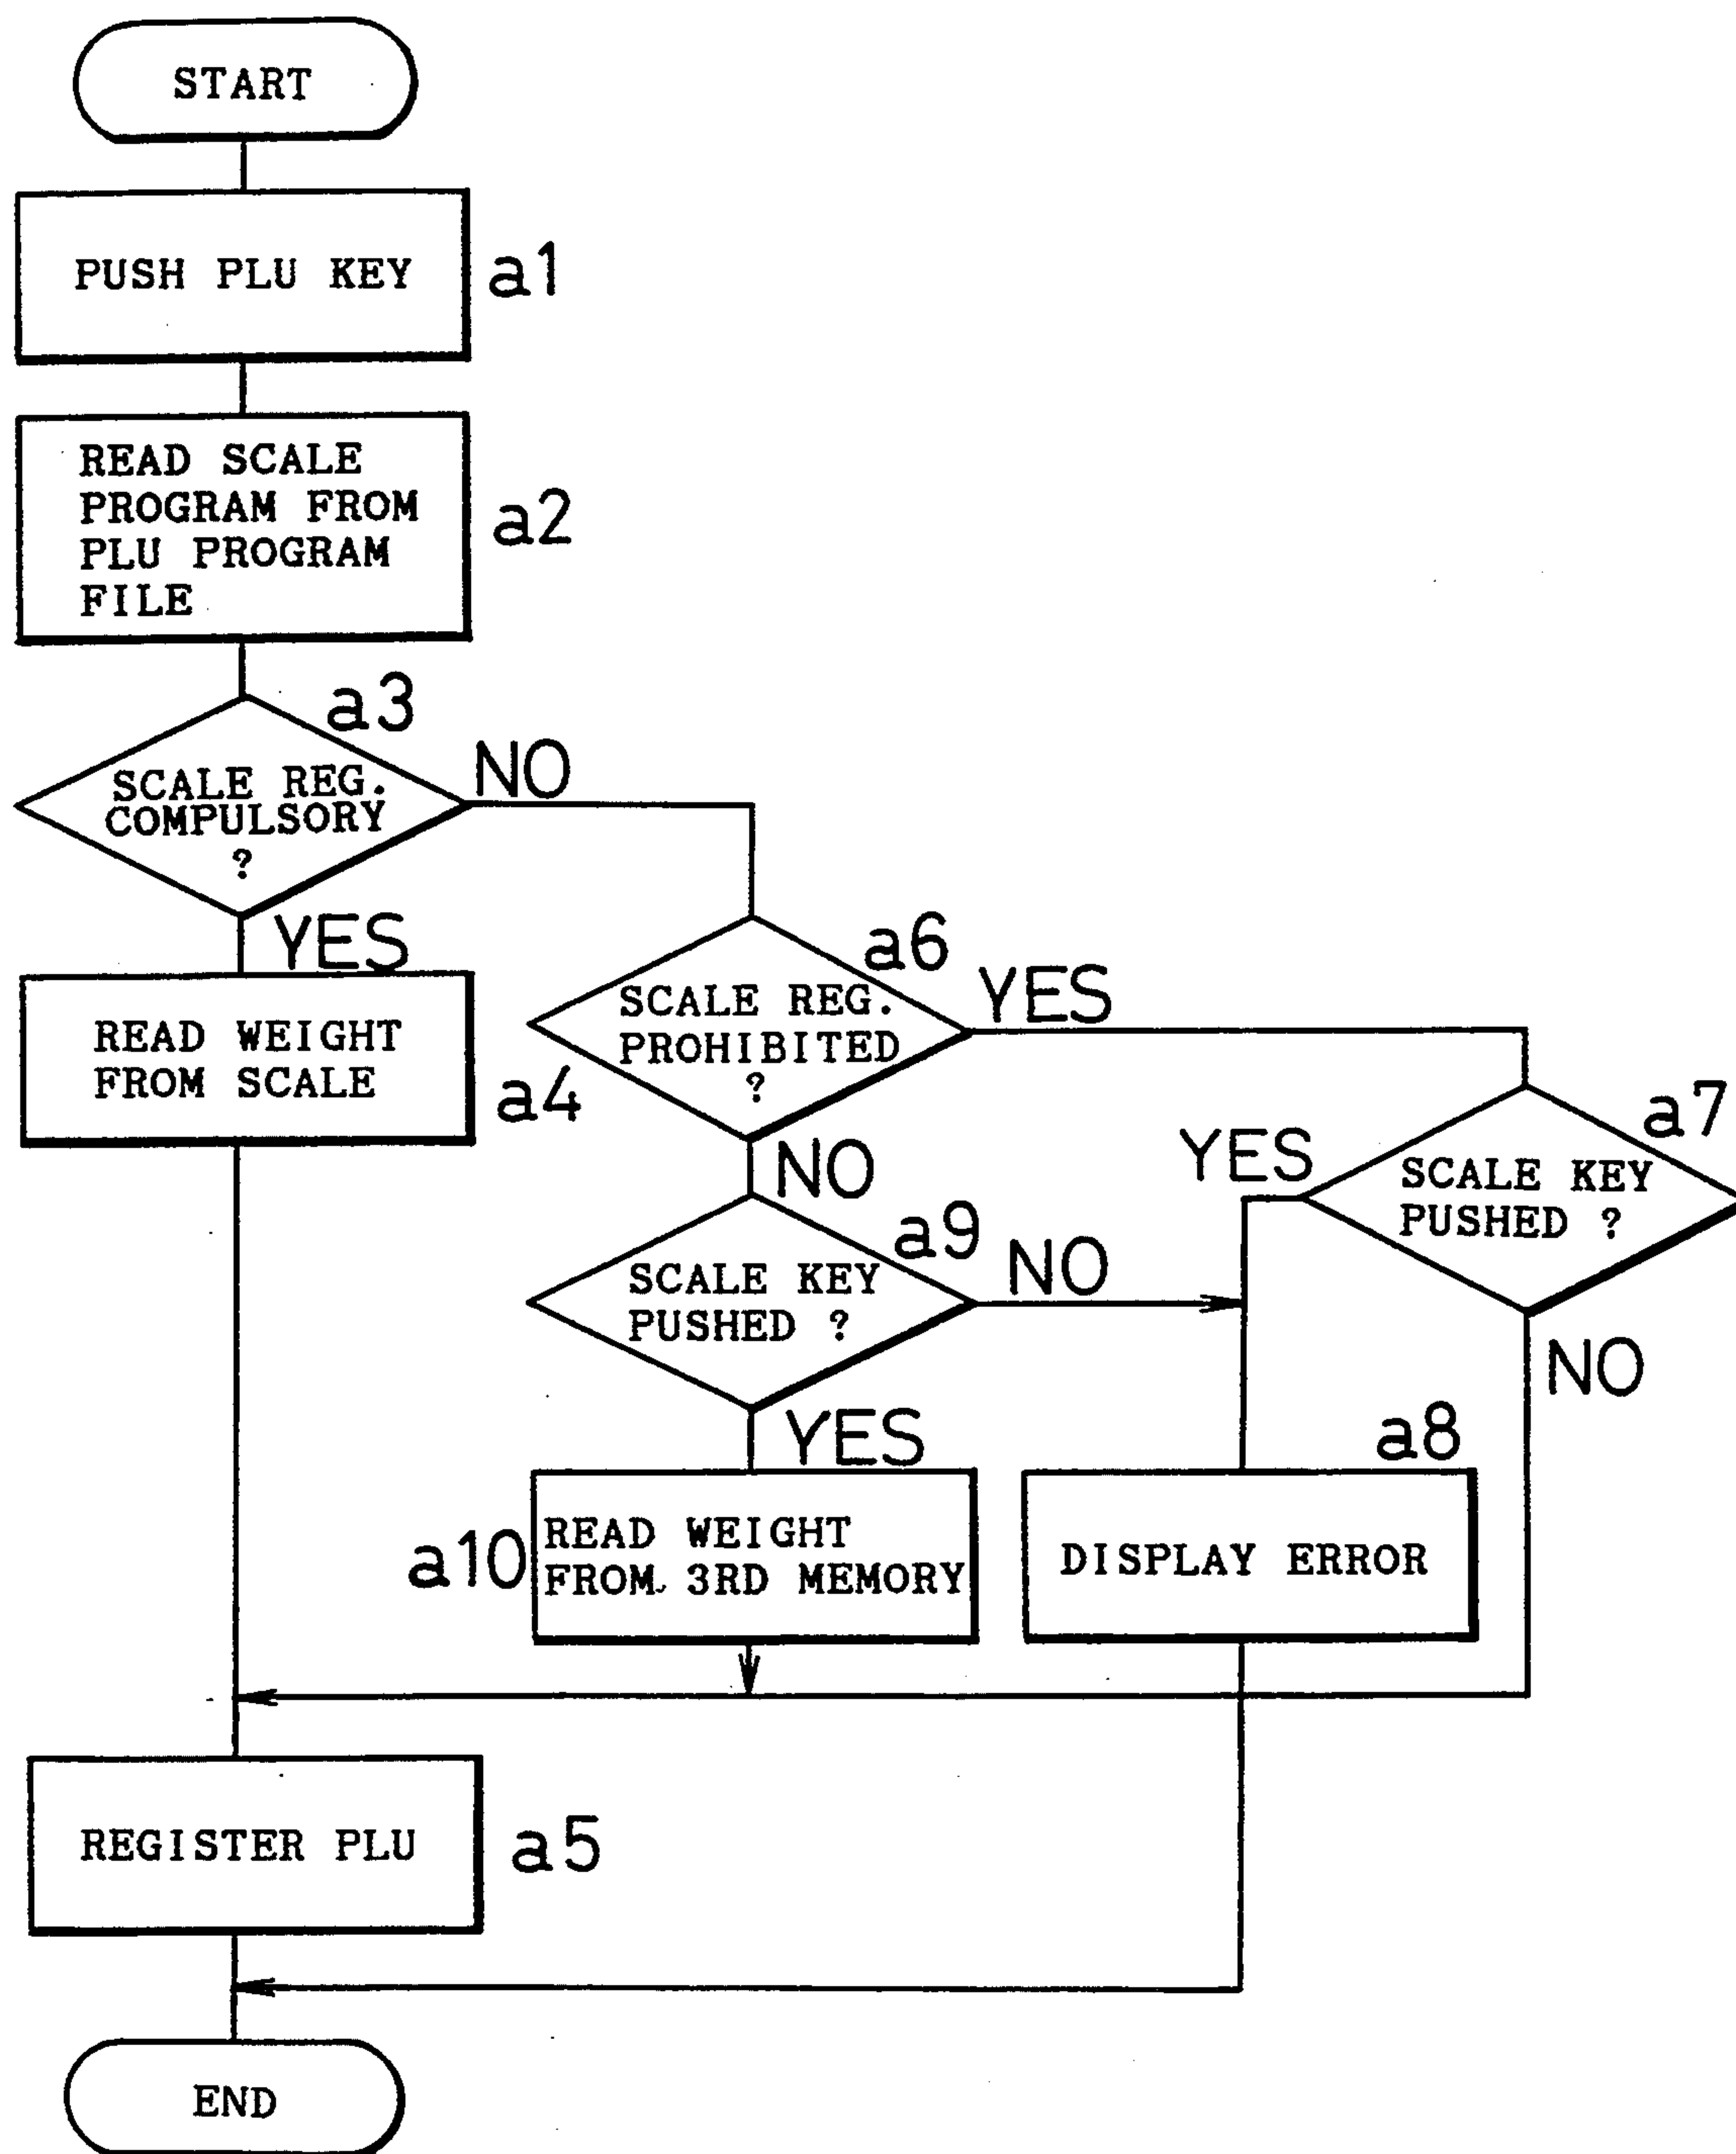 START
PUSH PLU KEY
a1
READ SCALE
PROGRAM FROM
PLU PROGRAM
FILE
a2
a3
SCALE REG.
COMPULSORY
?
NO
YES
READ WEIGHT
FROM SCALE
a4
a6
SCALE REG.
PROHIBITED
?
YES
NO
a7
SCALE KEY
PUSHED ?
YES
NO
a9
SCALE KEY
PUSHED ?
NO
YES
a10
READ WEIGHT
FROM 3RD MEMORY
a8
DISPLAY ERROR
REGISTER PLU
a5
END